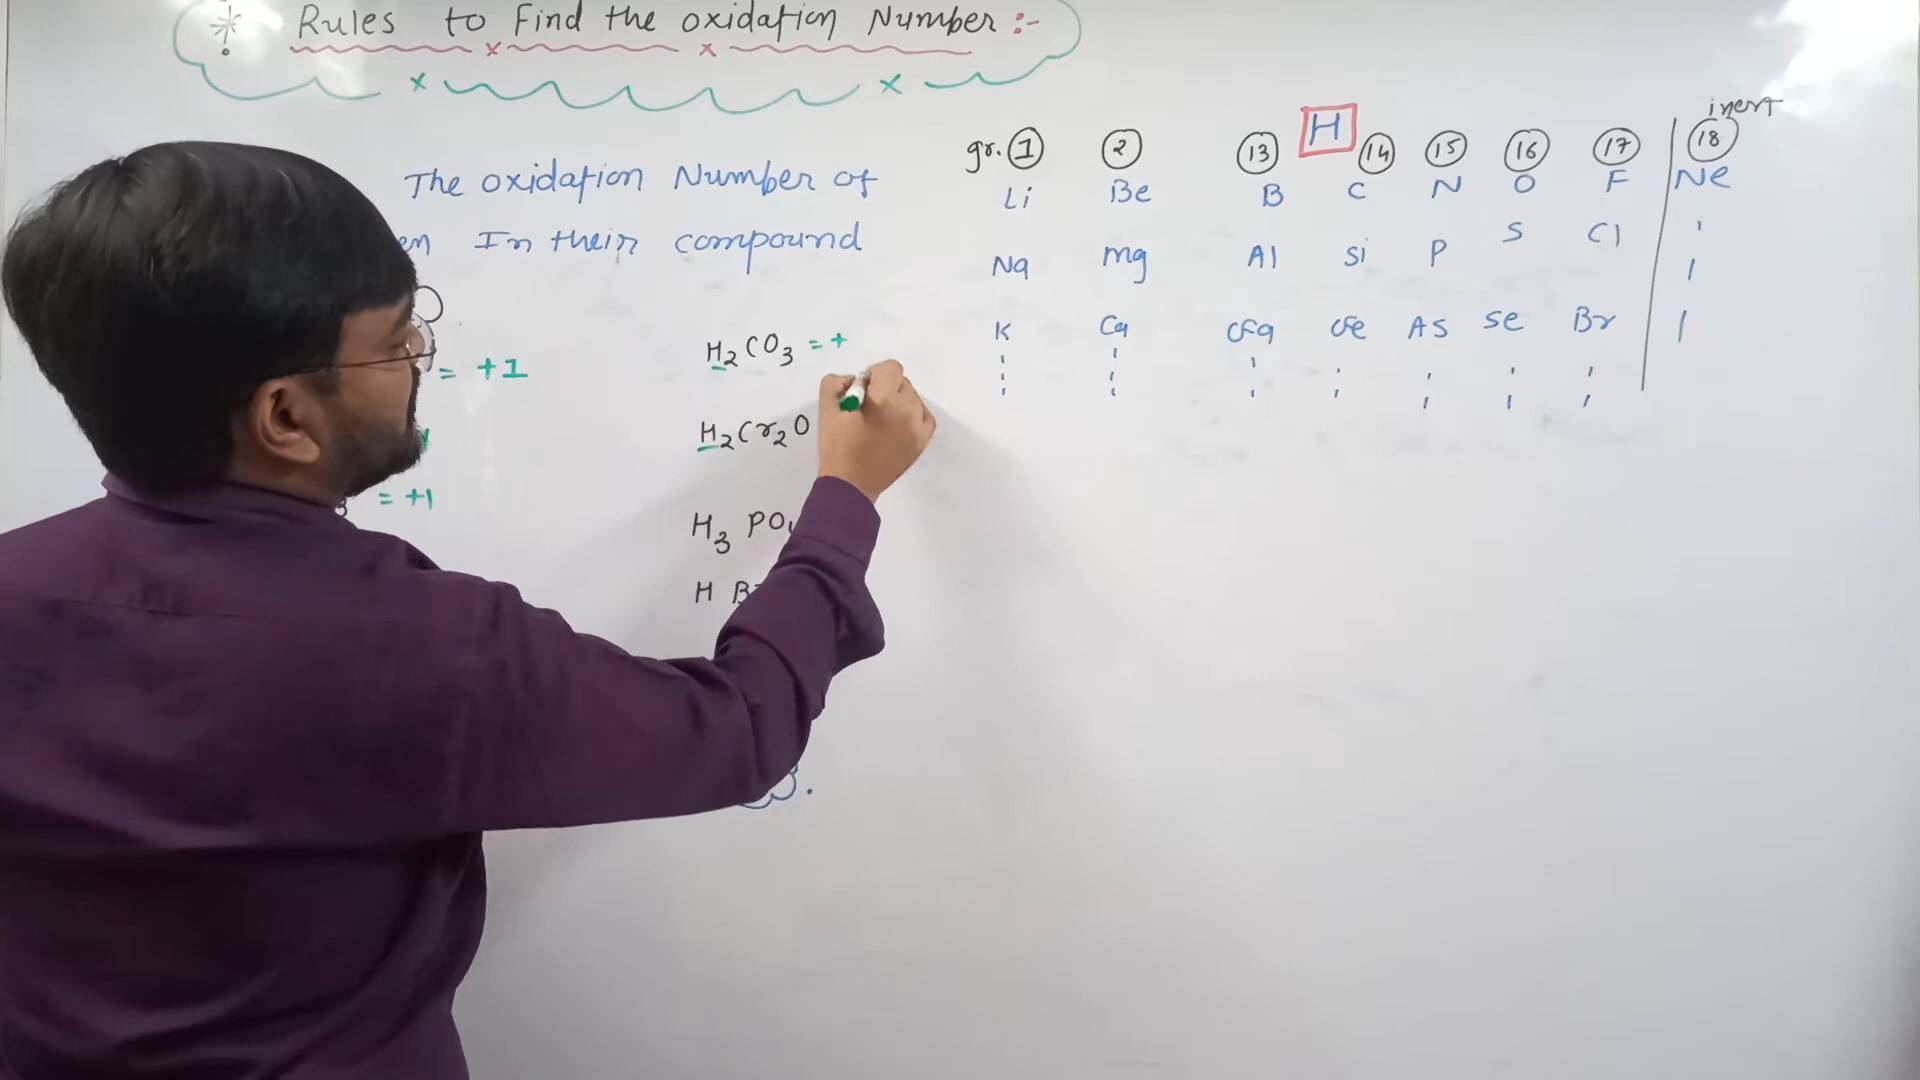 * Rules to Find the oxidation Number :-
The oxidation Number of
en In their compound
= +1
= +1
H2CO3 = +
H2Cr2O
H3 PO
H B
inert
H
gr. 1 2 13 14 15 16 17 18
Li Be B C N O F Ne
Na mg Al si P S Cl
K Ca Ga Ge As Se Br